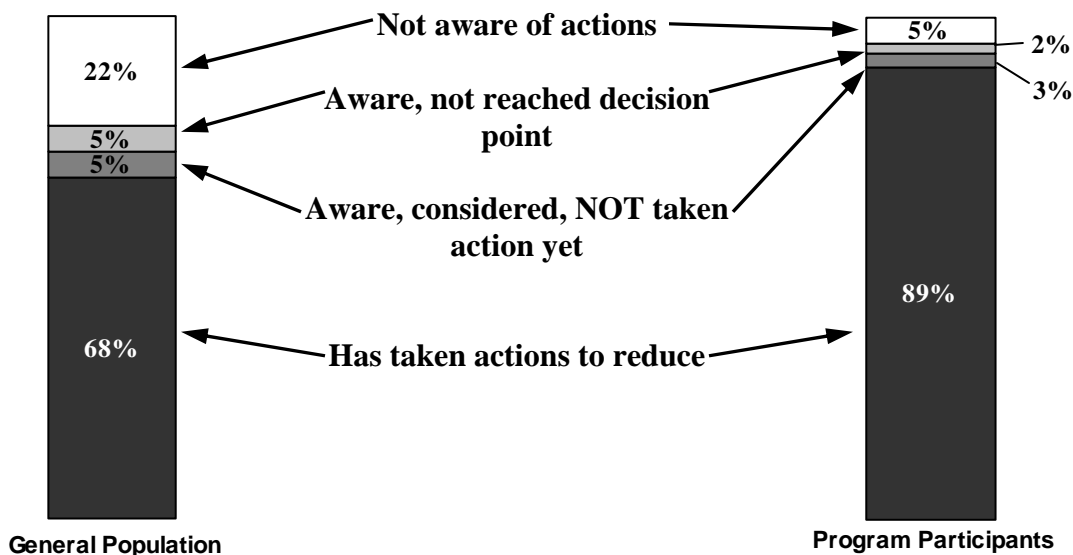 Not aware of actions
5%
2%
22%
3%
Aware, not reached decision
point
5%
5%
Aware, considered, NOT taken
action yet
89%
68%
Has taken actions to reduce
General Population
Program Participants